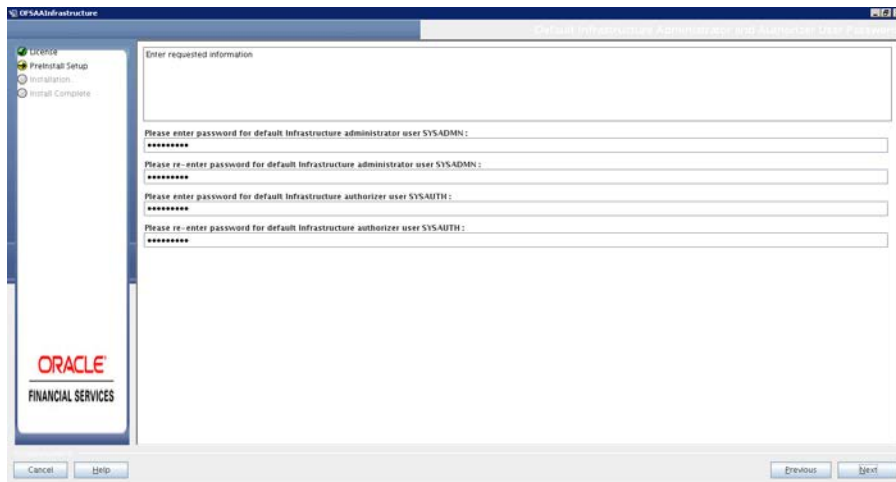 OFSAAInfrastructure
Default Infrastructure Administrator and Authorizer User Password
License
PreInstall Setup
Installation...
Install Complete
Enter requested information
Please enter password for default Infrastructure administrator user SYSADMN :
Please re-enter password for default Infrastructure administrator user SYSADMN :
Please enter password for default Infrastructure authorizer user SYSAUTH :
Please re-enter password for default Infrastructure authorizer user SYSAUTH :
ORACLE
FINANCIAL SERVICES
Cancel
Help
Previous
Next